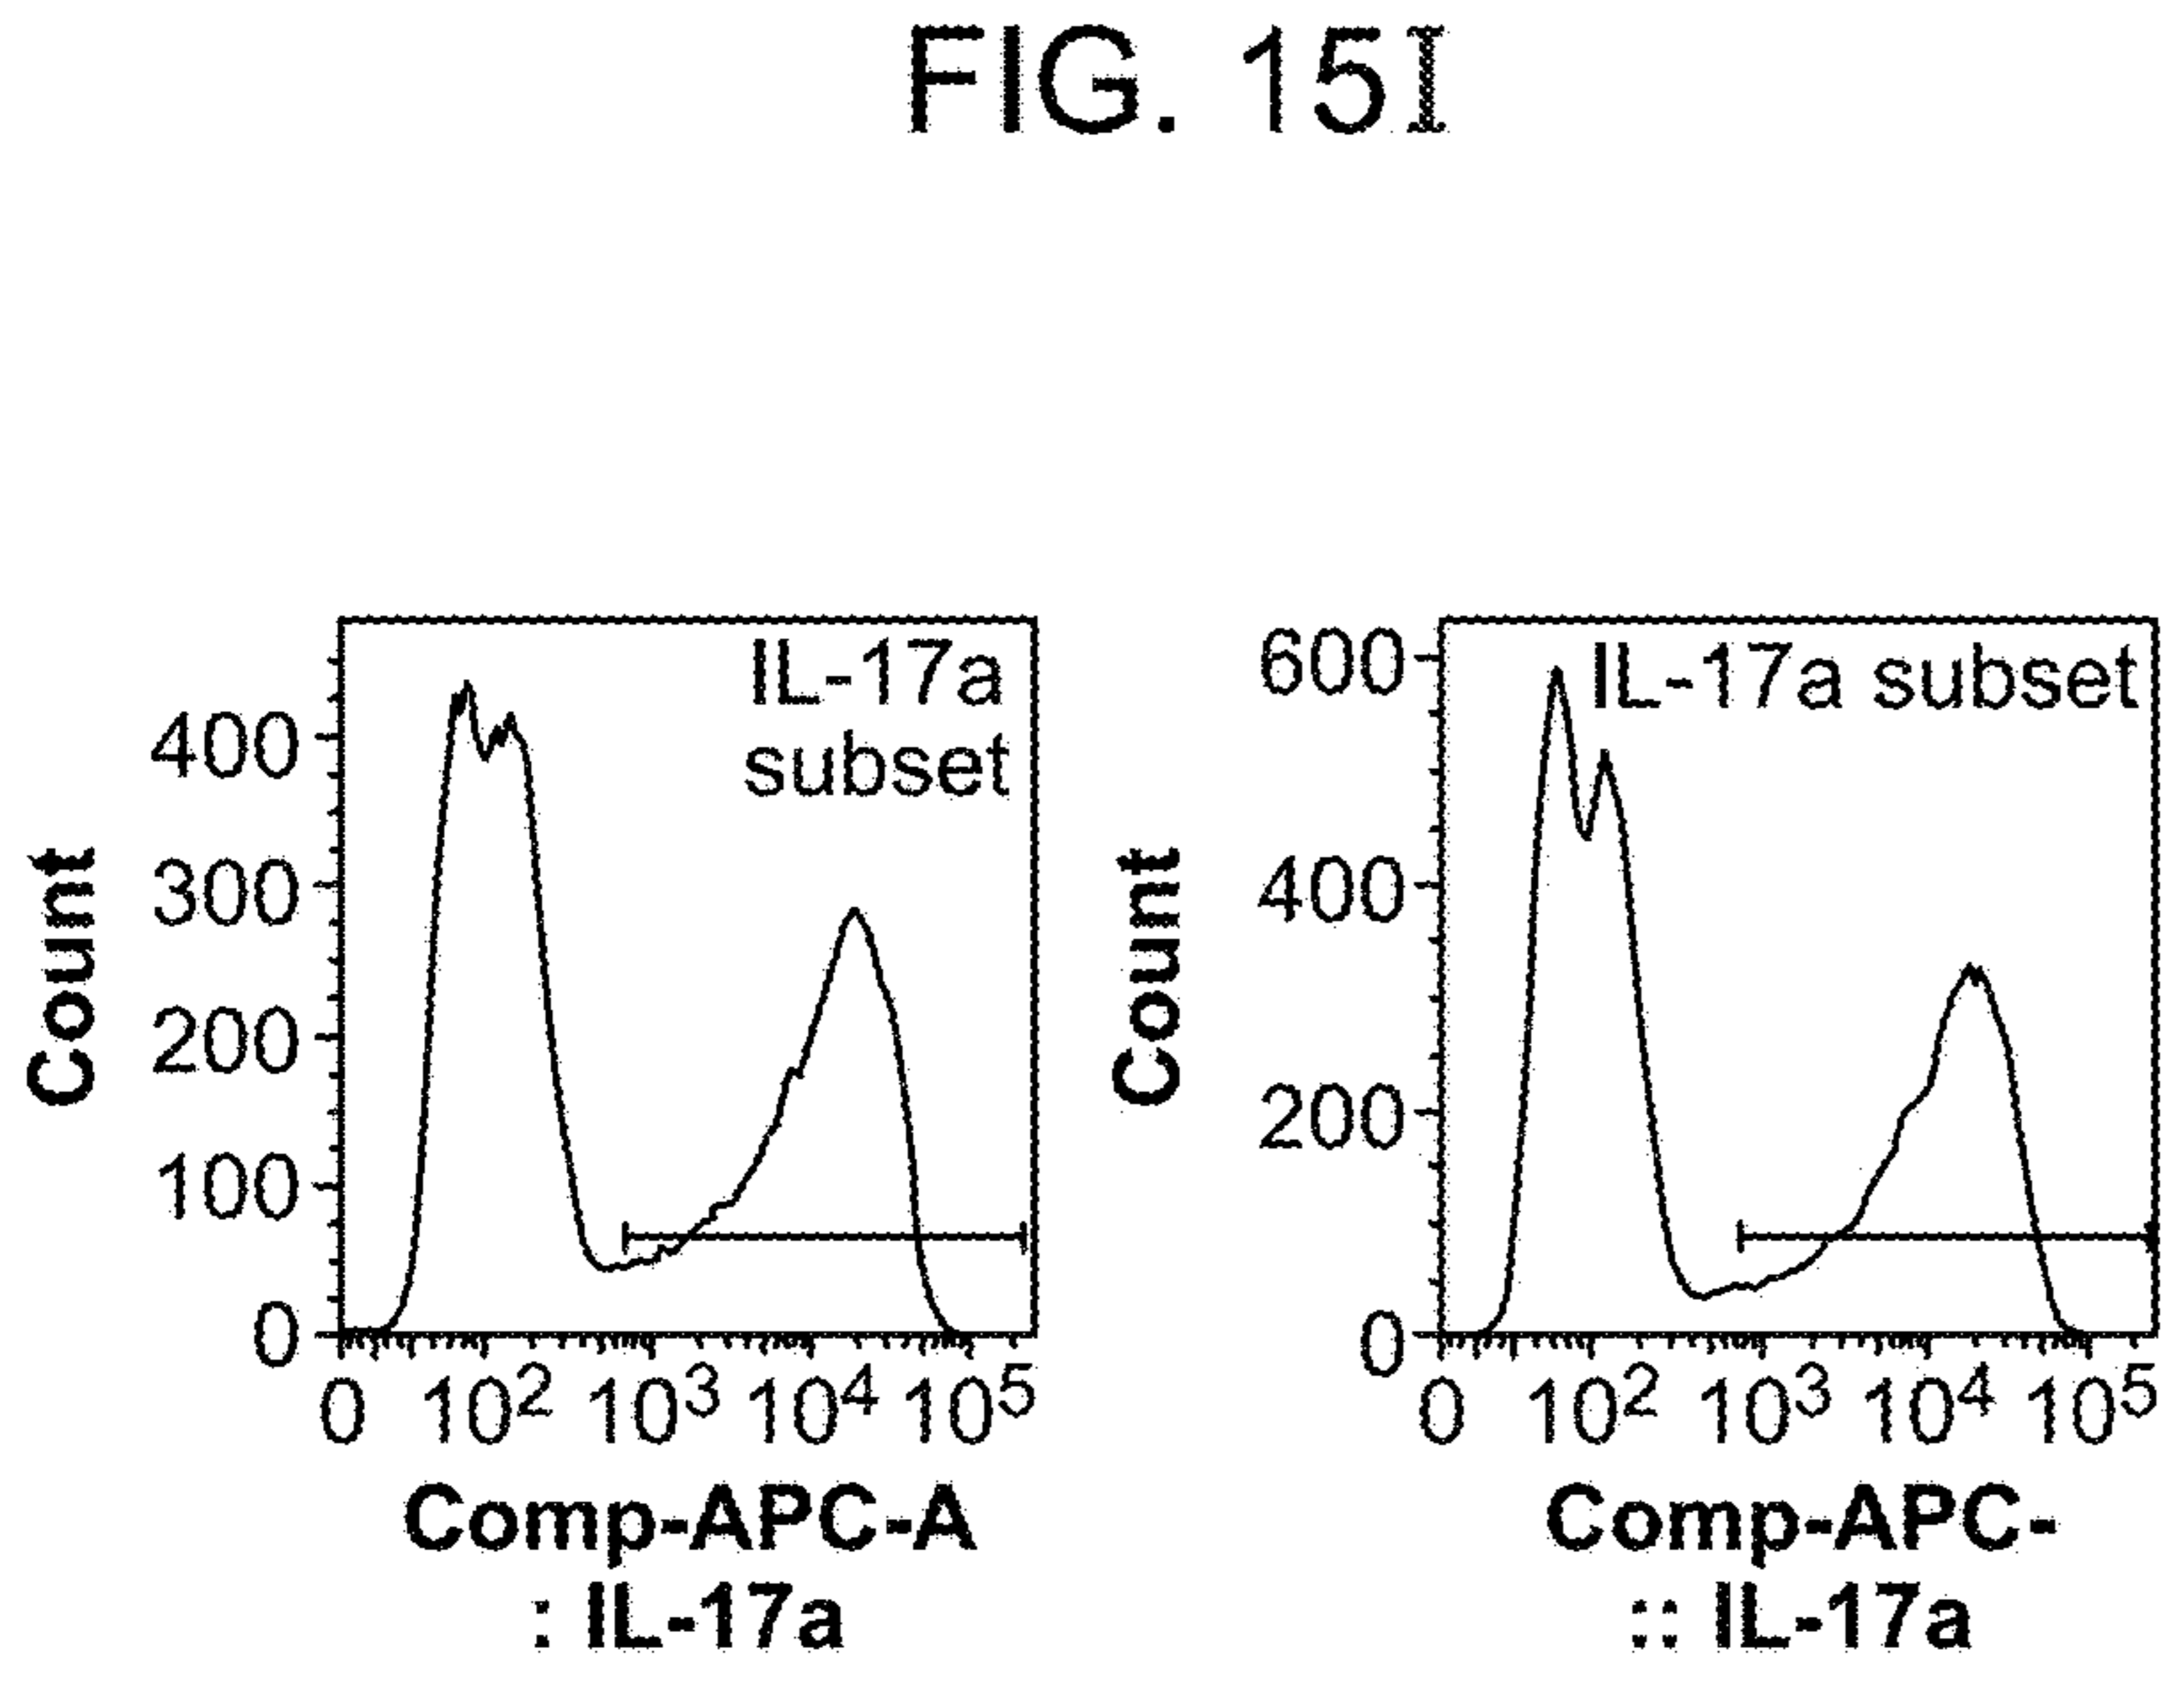 FIG. 15I
IL-17a
subset
Count
400
300
200
100
0
0 10² 10³ 10⁴ 10⁵
Comp-APC-A
: IL-17a
IL-17a subset
Count
600
400
200
0
0 10² 10³ 10⁴ 10⁵
Comp-APC-
:: IL-17a